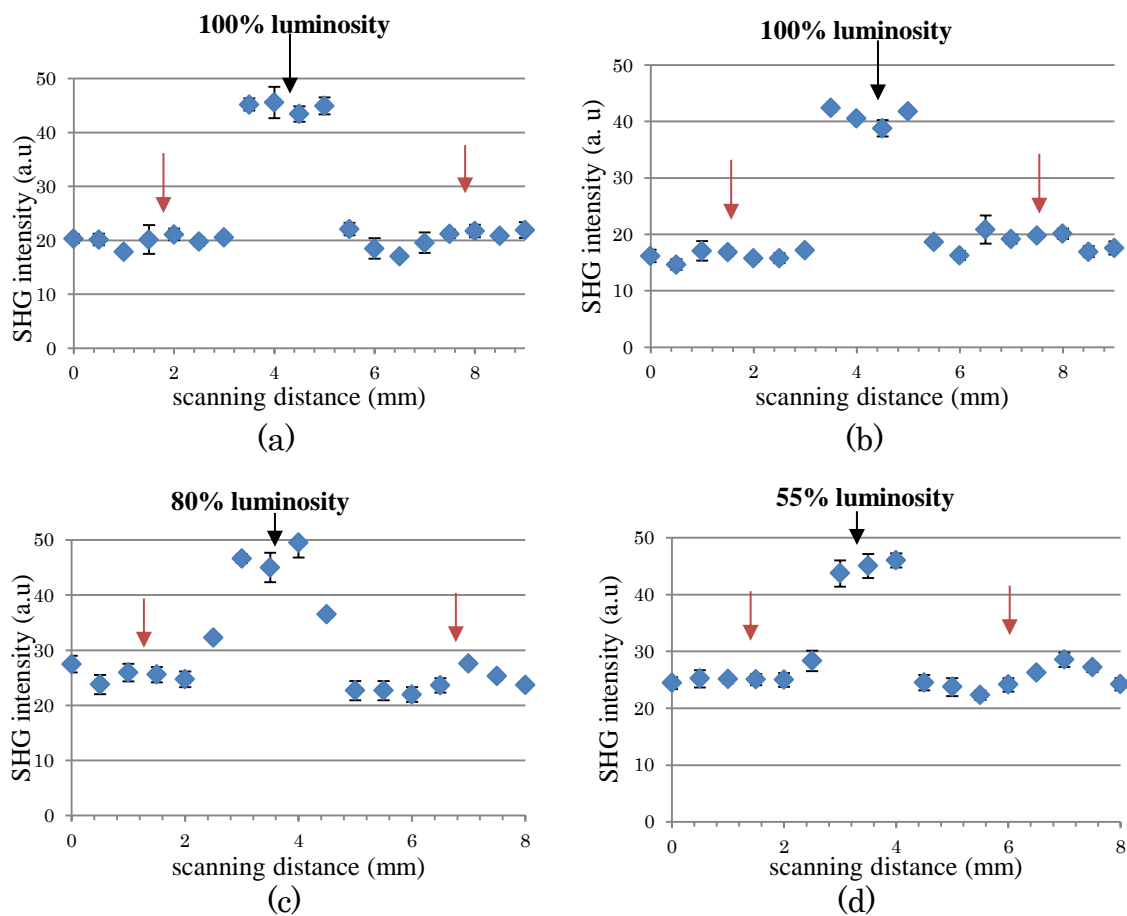 100% luminosity
SHG intensity (a.u)
50
40
30
20
10
0
0 2 4 6 8
scanning distance (mm)
(a)
100% luminosity
SHG intensity (a. u)
50
40
30
20
10
0
0 2 4 6 8
scanning distance (mm)
(b)
80% luminosity
SHG intensity (a.u)
50
40
30
20
10
0
0 2 4 6 8
scanning distance (mm)
(c)
55% luminosity
SHG intensity (a.u)
50
40
30
20
10
0
0 2 4 6 8
scanning distance (mm)
(d)